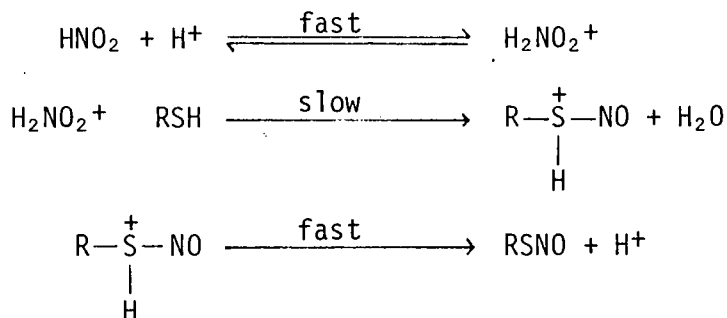 HNO₂ + H⁺ fast H₂NO₂⁺
H₂NO₂⁺ RSH slow R—S⁺—NO + H₂O
H
R—S⁺—NO fast RSNO + H⁺
H